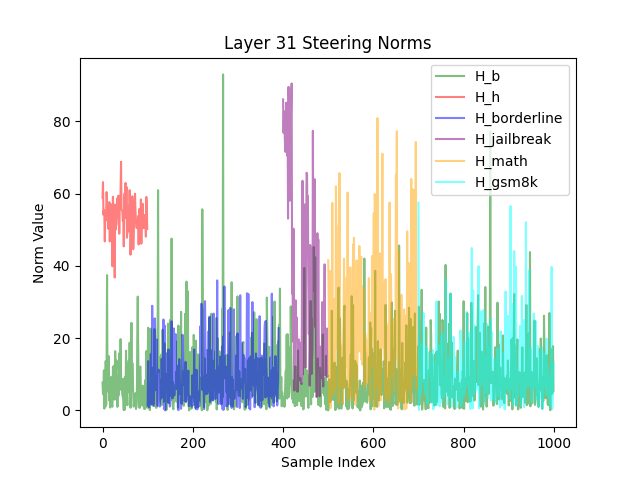 Layer 31 Steering Norms
H_b
H_h
H_borderline
H_jailbreak
H_math
H_gsm8k
Norm Value
80
60
40
20
0
0 200 400 600 800 1000
Sample Index